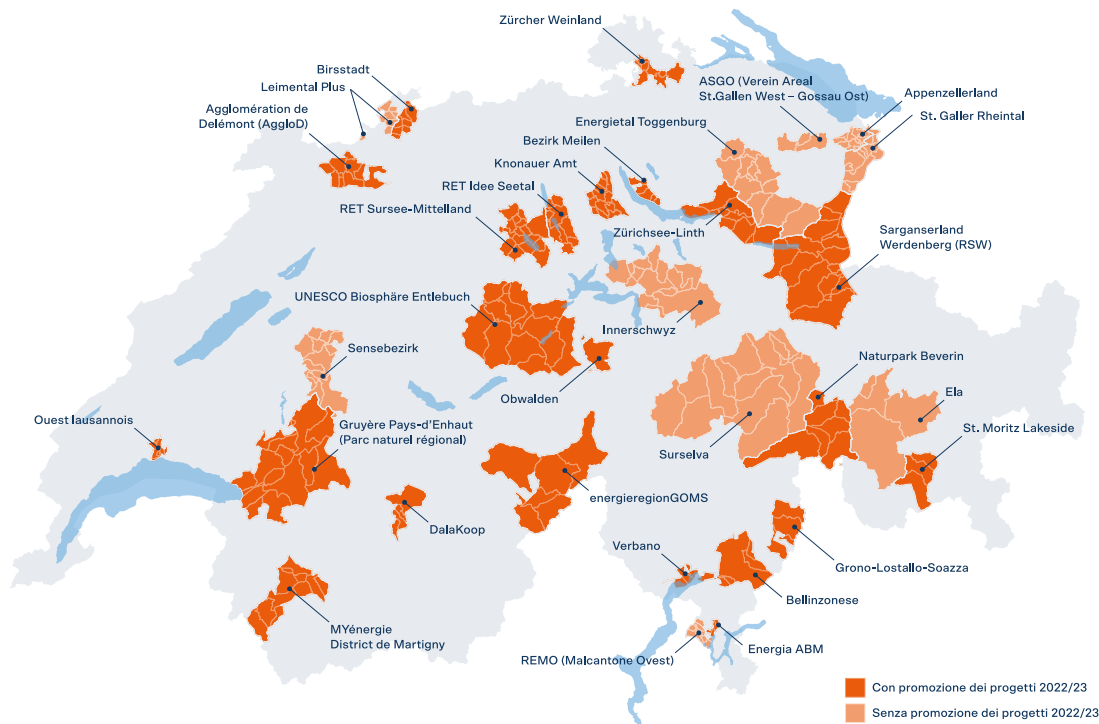 Zürcher Weinland
Birsstadt
Leimental Plus
Agglomération de
Delémont (AggloD)
ASGO (Verein Areal
St.Gallen West – Gossau Ost)
Appenzellerland
St. Galler Rheintal
Energietal Toggenburg
Bezirk Meilen
Knonauer Amt
RET Idee Seetal
RET Sursee-Mittelland
Zürichsee-Linth
Sarganserland
Werdenberg (RSW)
UNESCO Biosphäre Entlebuch
Innerschwyz
Sensebezirk
Obwalden
Naturpark Beverin
Ela
Ouest lausannois
Gruyère Pays-d'Enhaut
(Parc naturel régional)
St. Moritz Lakeside
Surselva
energieregionGOMS
DalaKoop
Verbano
Grono-Lostallo-Soazza
Bellinzonese
MYénergie
District de Martigny
Energia ABM
REMO (Malcantone Ovest)
Con promozione dei progetti 2022/23
Senza promozione dei progetti 2022/23